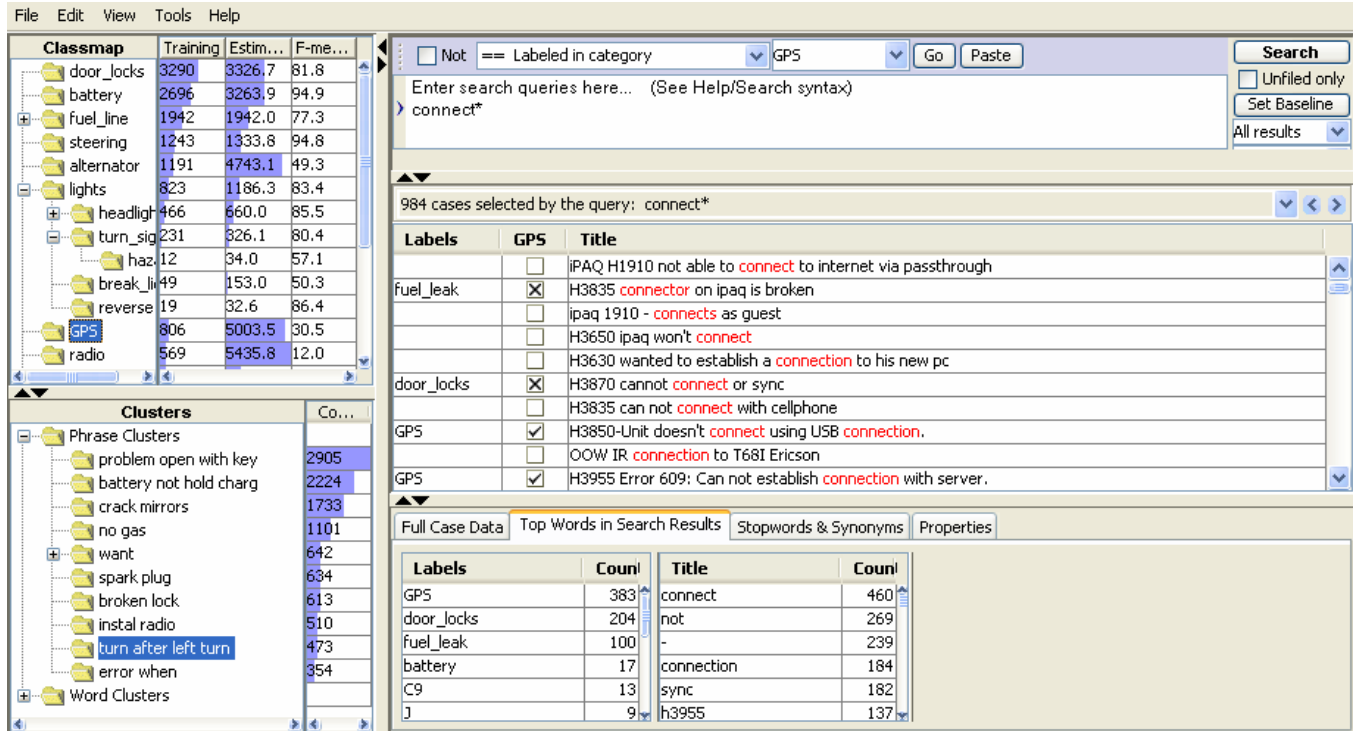 File Edit View Tools Help
Classmap Training Estim... F-me...
door_locks 3290 3326.7 81.8
battery 2696 3263.9 94.9
fuel_line 1942 1942.0 77.3
steering 1243 1333.8 94.8
alternator 1191 4743.1 49.3
lights 823 1186.3 83.4
headligh 466 660.0 85.5
turn_sig 231 326.1 80.4
haz. 12 34.0 57.1
break_li 49 153.0 50.3
reverse 19 32.6 86.4
GPS 806 5003.5 30.5
radio 569 5435.8 12.0
Clusters Co...
Phrase Clusters
problem open with key 2905
battery not hold charg 2224
crack mirrors 1733
no gas 1101
want 642
spark plug 634
broken lock 613
instal radio 510
turn after left turn 473
error when 354
Word Clusters
Not == Labeled in category GPS Go Paste
Enter search queries here... (See Help/Search syntax)
connect*
Search
Unfiled only
Set Baseline
All results
984 cases selected by the query: connect*
Labels GPS Title
iPAQ H1910 not able to connect to internet via passthrough
fuel_leak H3835 connector on ipaq is broken
ipaq 1910 - connects as guest
H3650 ipaq won't connect
H3630 wanted to establish a connection to his new pc
door_locks H3870 cannot connect or sync
H3835 can not connect with cellphone
GPS H3850-Unit doesn't connect using USB connection.
OOW IR connection to T68I Ericson
GPS H3955 Error 609: Can not establish connection with server.
Full Case Data Top Words in Search Results Stopwords & Synonyms Properties
Labels Count Title Count
GPS 383 connect 460
door_locks 204 not 269
fuel_leak 100 - 239
battery 17 connection 184
C9 13 sync 182
J 9 h3955 137